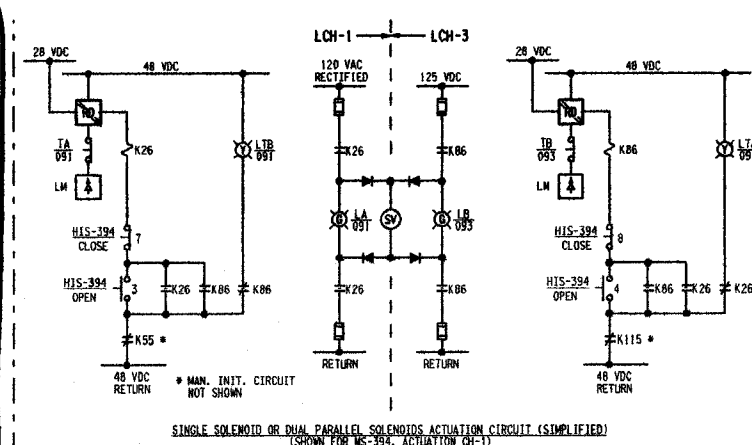 LCH-1 LCH-3
28 VDC
48 VDC
120 VAC
RECTIFIED
125 VDC
28 VDC
48 VDC
RO
TA
091
LM
K26
Y LTB
091
HIS-394 7
CLOSE
HIS-394 3
OPEN
K26 K86 K86
K55 *
48 VDC
RETURN
* MAN. INIT. CIRCUIT
NOT SHOWN
K26 K86
G LA
091
SV
G LB
093
K26 K86
RETURN RETURN
RO
TB
093
LM
K86
Y
HIS-394 8
CLOSE
HIS-394 4
OPEN
K86 K26 K26
K115 *
48 VDC
RETURN
SINGLE SOLENOID OR DUAL PARALLEL SOLENOIDS ACTUATION CIRCUIT (SIMPLIFIED)
(SHOWN FOR MS-394, ACTUATION CH-1)